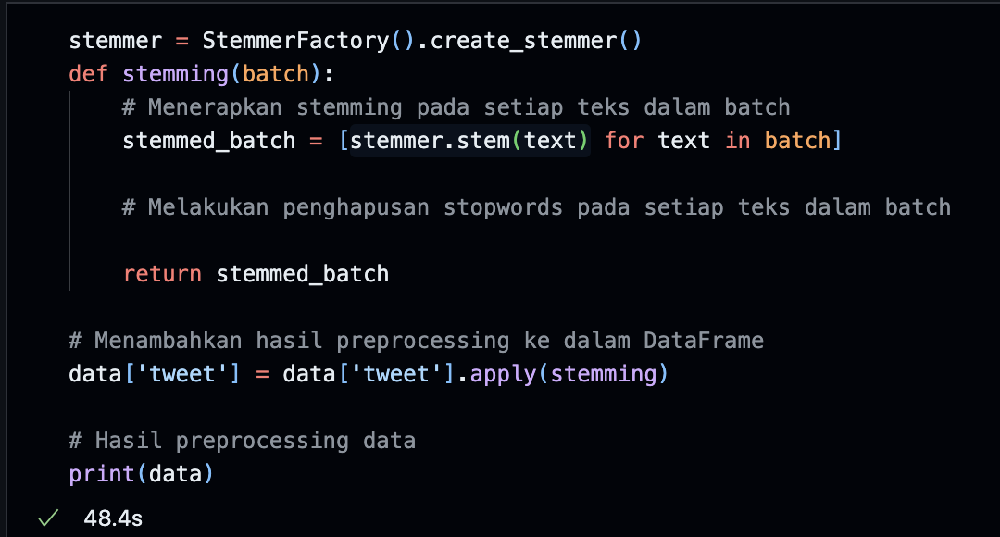 stemmer = StemmerFactory().create_stemmer()
def stemming(batch):
    # Menerapkan stemming pada setiap teks dalam batch
    stemmed_batch = [stemmer.stem(text) for text in batch]
    # Melakukan penghapusan stopwords pada setiap teks dalam batch
    return stemmed_batch
# Menambahkan hasil preprocessing ke dalam DataFrame
data['tweet'] = data['tweet'].apply(stemming)
# Hasil preprocessing data
print(data)
✓ 48.4s